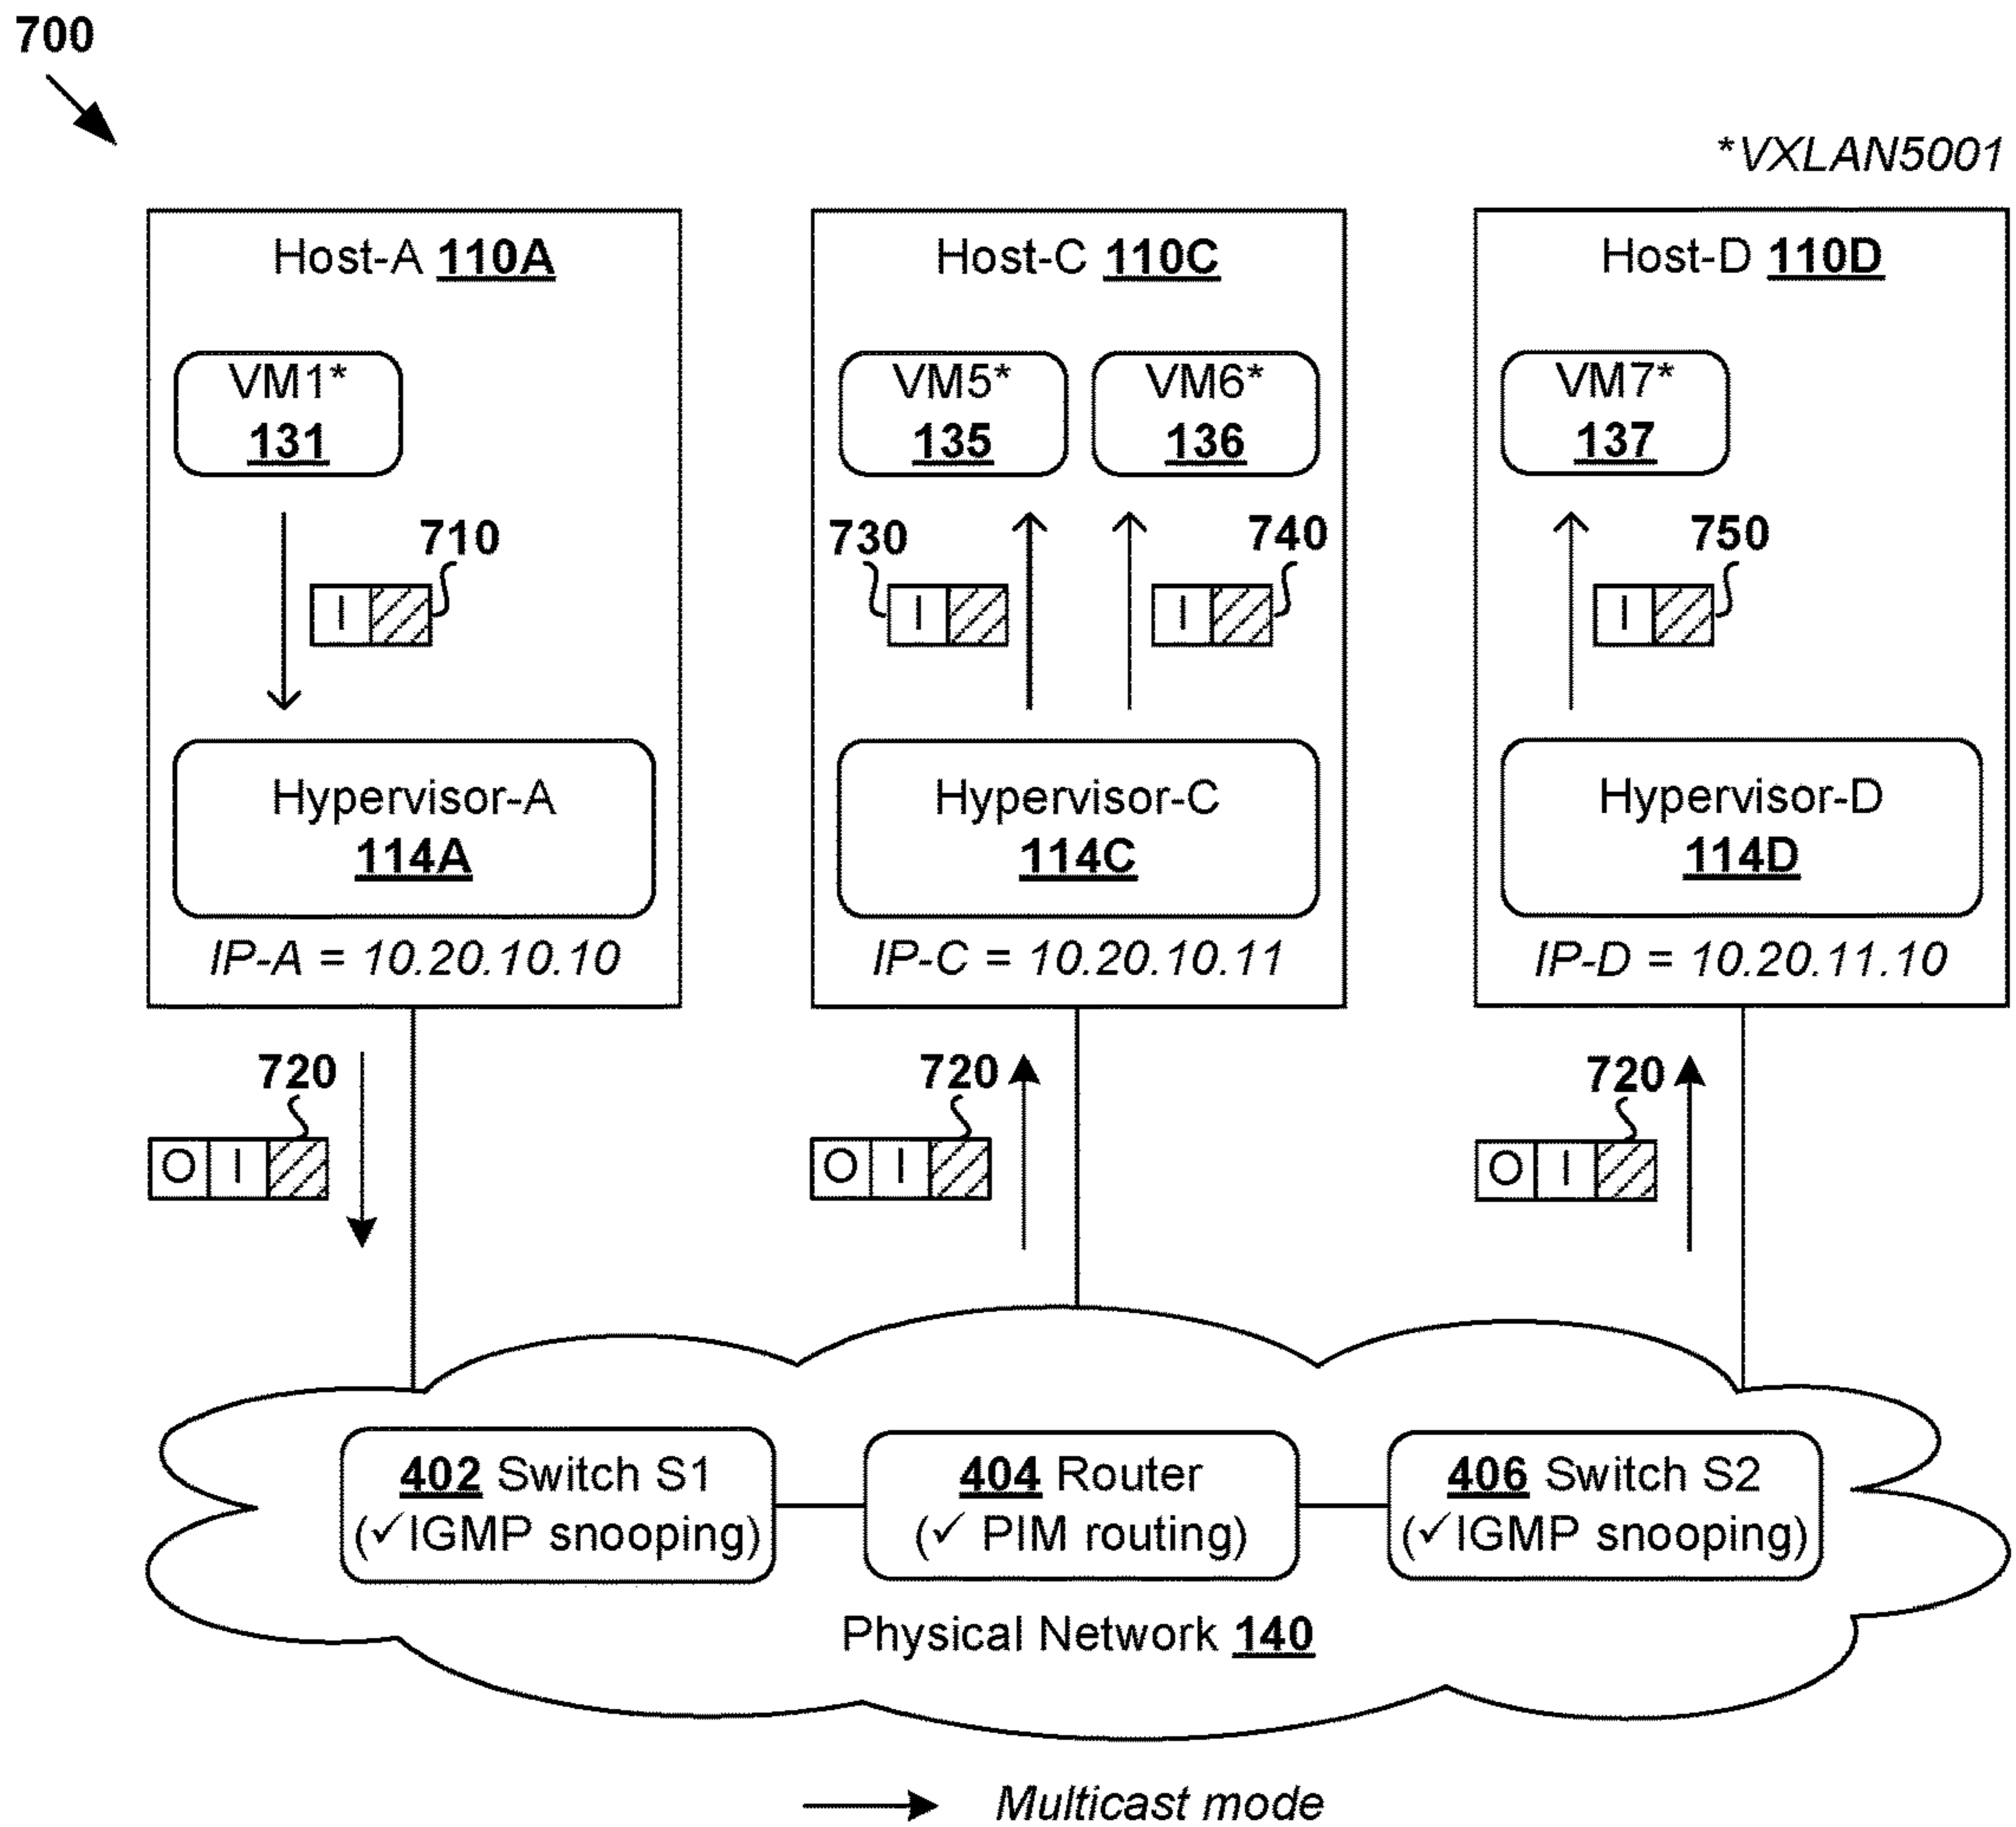 700
*VXLAN5001
Host-A 110A
VM1*
131
710
I
Hypervisor-A
114A
IP-A = 10.20.10.10
Host-C 110C
VM5*
135
VM6*
136
730
I
740
I
Hypervisor-C
114C
IP-C = 10.20.10.11
Host-D 110D
VM7*
137
750
I
Hypervisor-D
114D
IP-D = 10.20.11.10
720
O I
720
O I
720
O I
402 Switch S1
(✓IGMP snooping)
404 Router
(✓ PIM routing)
406 Switch S2
(✓IGMP snooping)
Physical Network 140
Multicast mode